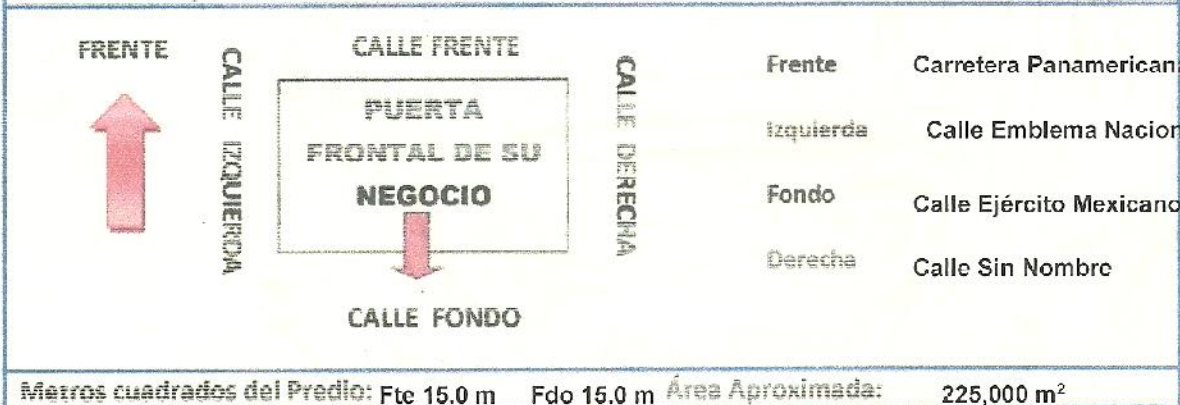 FRENTE
CALLE IZQUIERDA
CALLE FRENTE
PUERTA
FRONTAL DE SU
NEGOCIO
CALLE FONDO
CALLE DERECHA
Frente Carretera Panamerican
Izquierda Calle Emblema Nacion
Fondo Calle Ejército Mexicano
Derecha Calle Sin Nombre
Metros cuadrados del Predio: Fte 15.0 m Fdo 15.0 m Área Aproximada: 225,000 m²